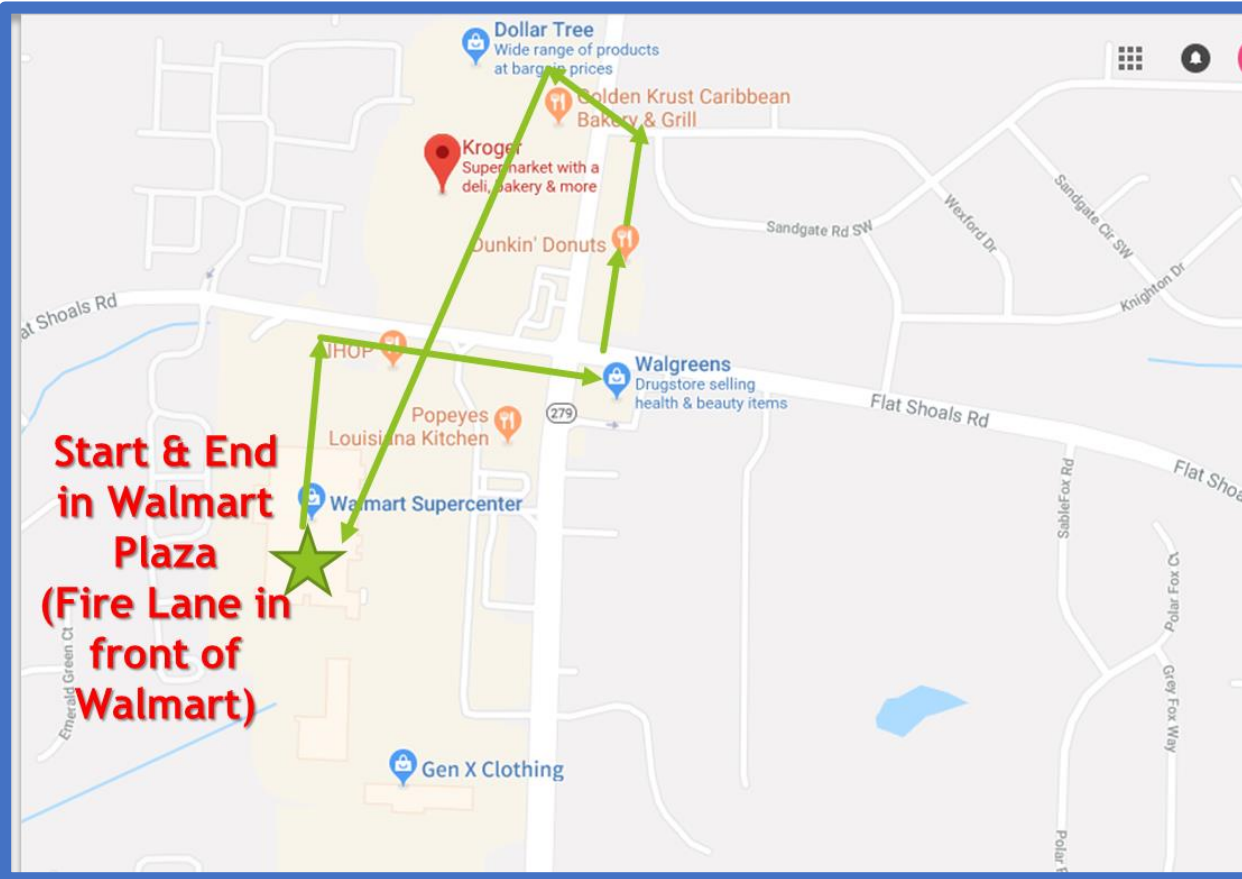 Dollar Tree
Wide range of products
at bargain prices
Golden Krust Caribbean
Bakery & Grill
Kroger
Supermarket with a
deli, bakery & more
Dunkin' Donuts
Sandgate Rd SW
Wexford Dr
Sandgate Cir SW
Knighton Dr
at Shoals Rd
IHOP
Walgreens
Drugstore selling
health & beauty items
279
Flat Shoals Rd
Popeyes
Louisiana Kitchen
Flat Shoa
Start & End
in Walmart
Plaza
(Fire Lane in
front of
Walmart)
Walmart Supercenter
SableFox Rd
Polar Fox Ct
Emerald Green Ct
Grey Fox Way
Gen X Clothing
Polar F